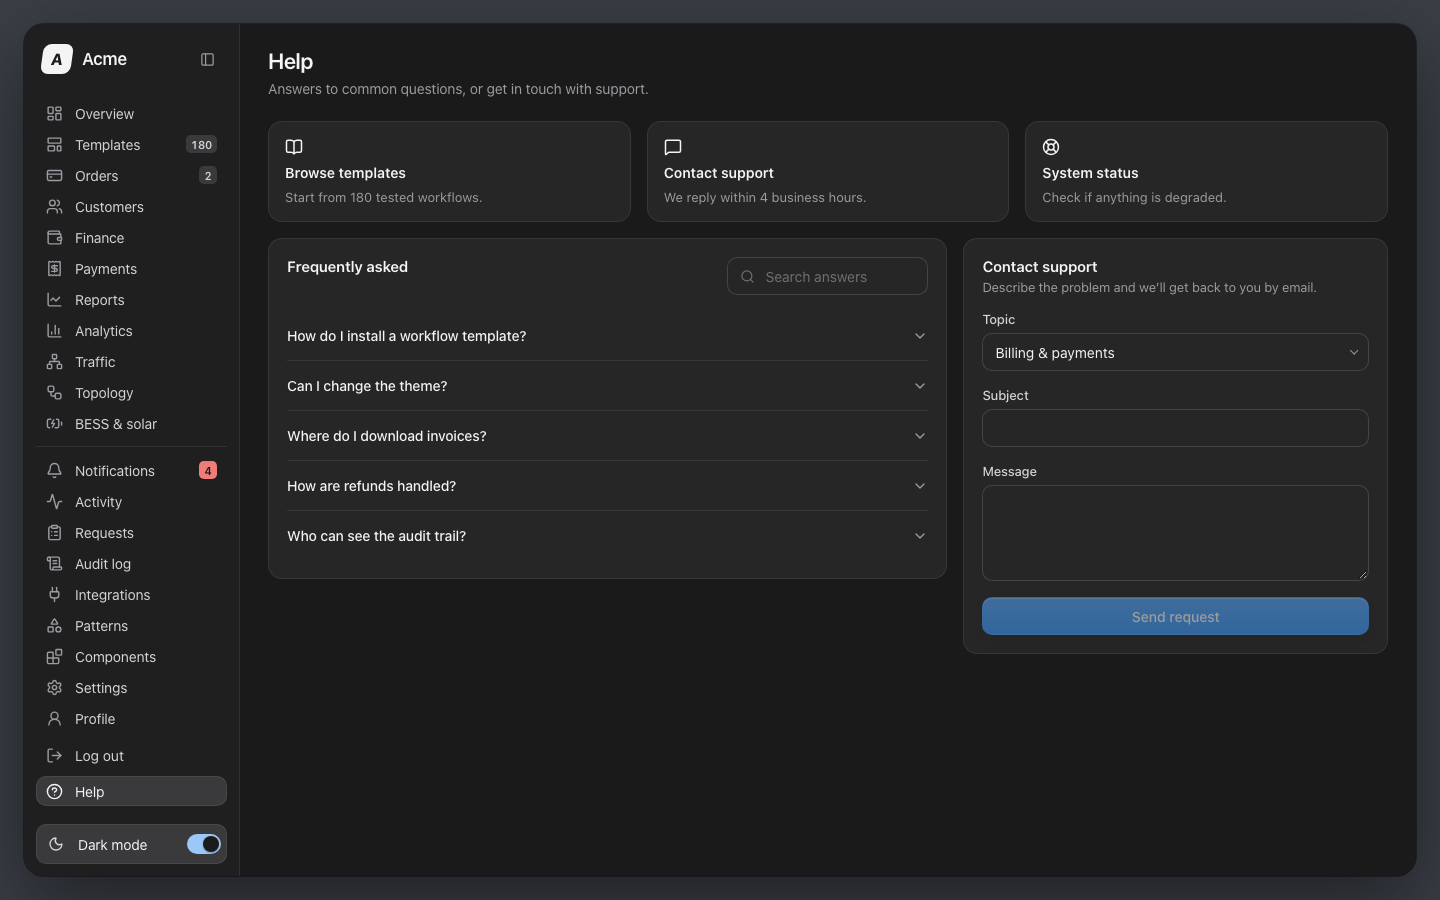 A Acme
Overview
Templates 180
Orders 2
Customers
Finance
Payments
Reports
Analytics
Traffic
Topology
BESS & solar
Notifications 4
Activity
Requests
Audit log
Integrations
Patterns
Components
Settings
Profile
Log out
Help
Dark mode
Help
Answers to common questions, or get in touch with support.
Browse templates
Start from 180 tested workflows.
Contact support
We reply within 4 business hours.
System status
Check if anything is degraded.
Frequently asked
Search answers
How do I install a workflow template?
Can I change the theme?
Where do I download invoices?
How are refunds handled?
Who can see the audit trail?
Contact support
Describe the problem and we’ll get back to you by email.
Topic
Billing & payments
Subject
Message
Send request